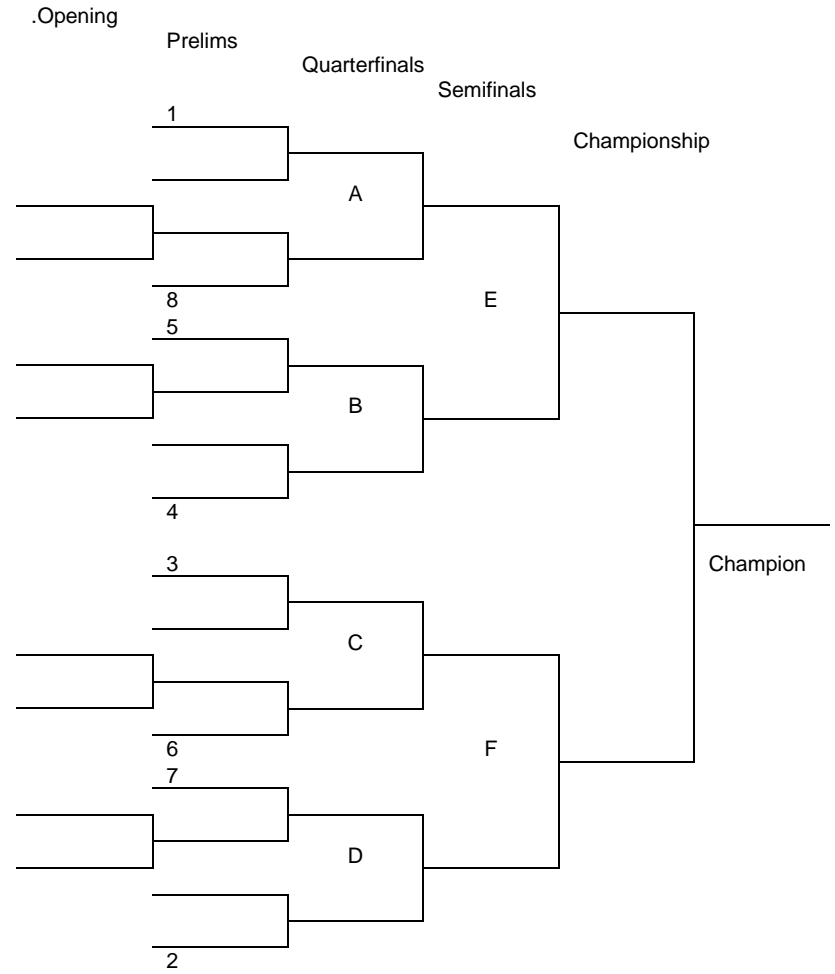 .Opening
Prelims
Quarterfinals
Semifinals
Championship
1
A
8
E
5
B
4
3
Champion
C
6
F
7
D
2